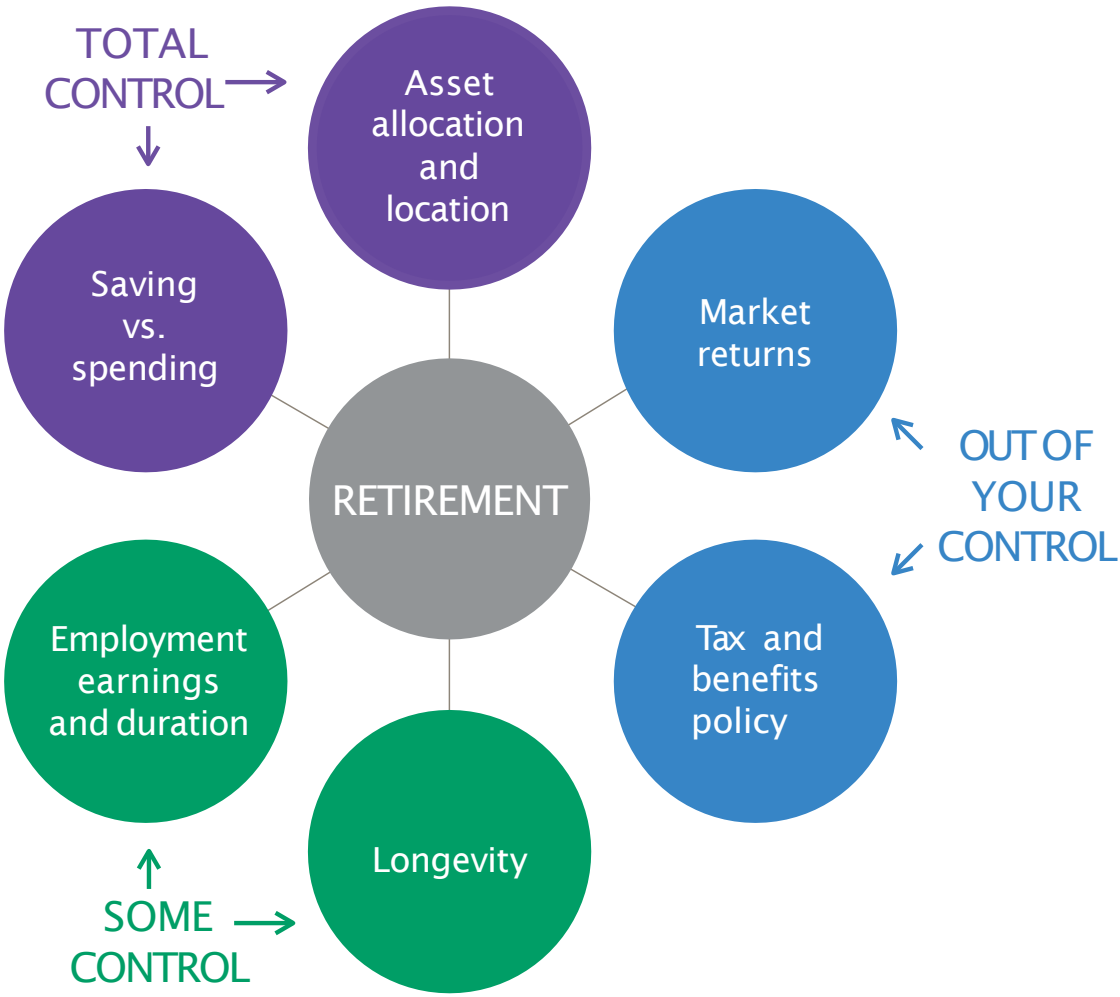 TOTAL
CONTROL
Asset
allocation
and
location
Saving
vs.
spending
Market
returns
RETIREMENT
OUT OF
YOUR
CONTROL
Employment
earnings
and duration
Tax and
benefits
policy
Longevity
SOME
CONTROL